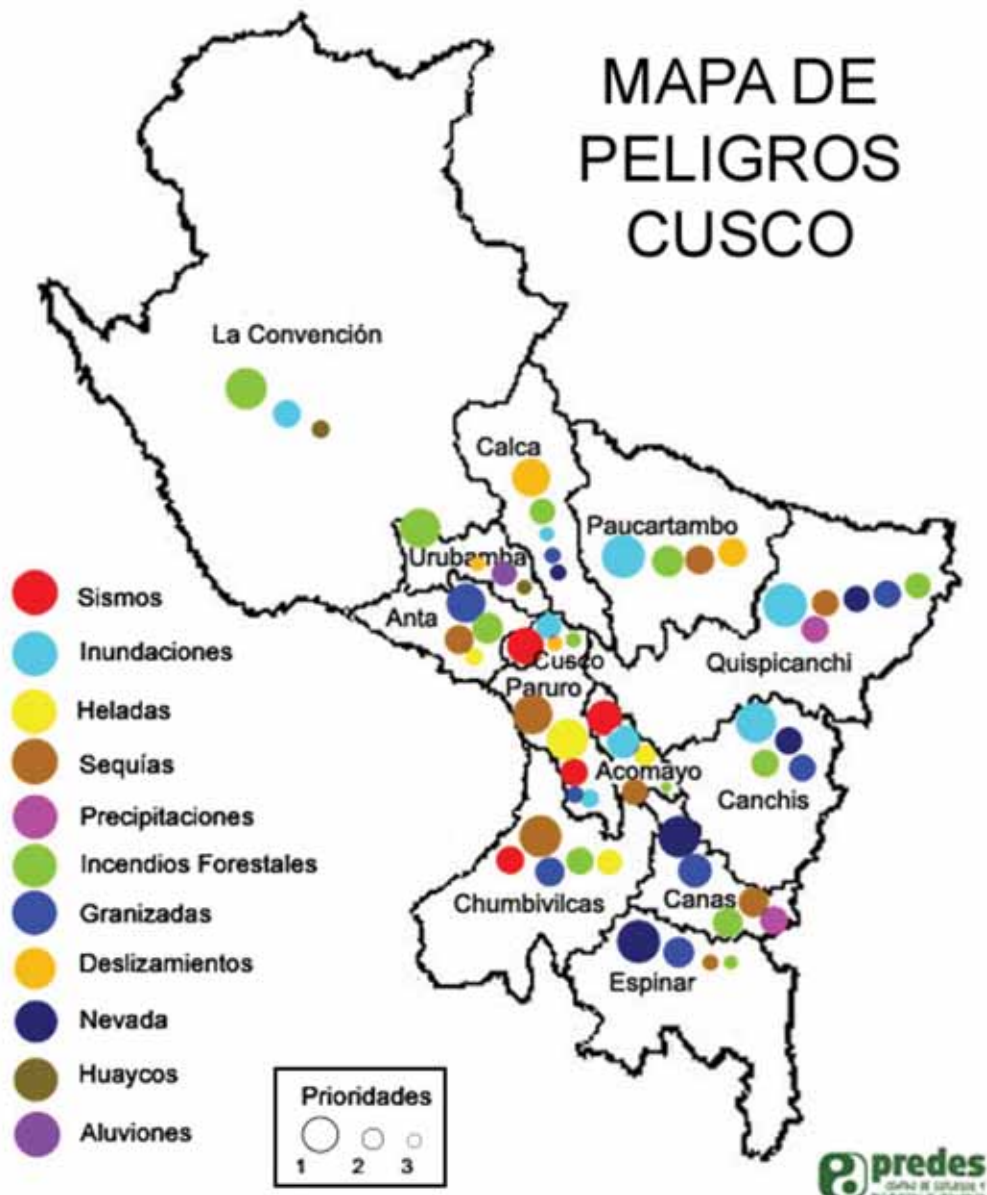 MAPA DE
PELIGROS
CUSCO
La Convención
Calca
Paucartambo
Urubamba
Anta
Quispicanchi
Cusco
Paruro
Acomayo
Canchis
Chumbivilcas
Canas
Espinar
Sismos
Inundaciones
Heladas
Sequías
Precipitaciones
Incendios Forestales
Granizadas
Deslizamientos
Nevada
Huaycos
Aluviones
Prioridades
1 2 3
predes